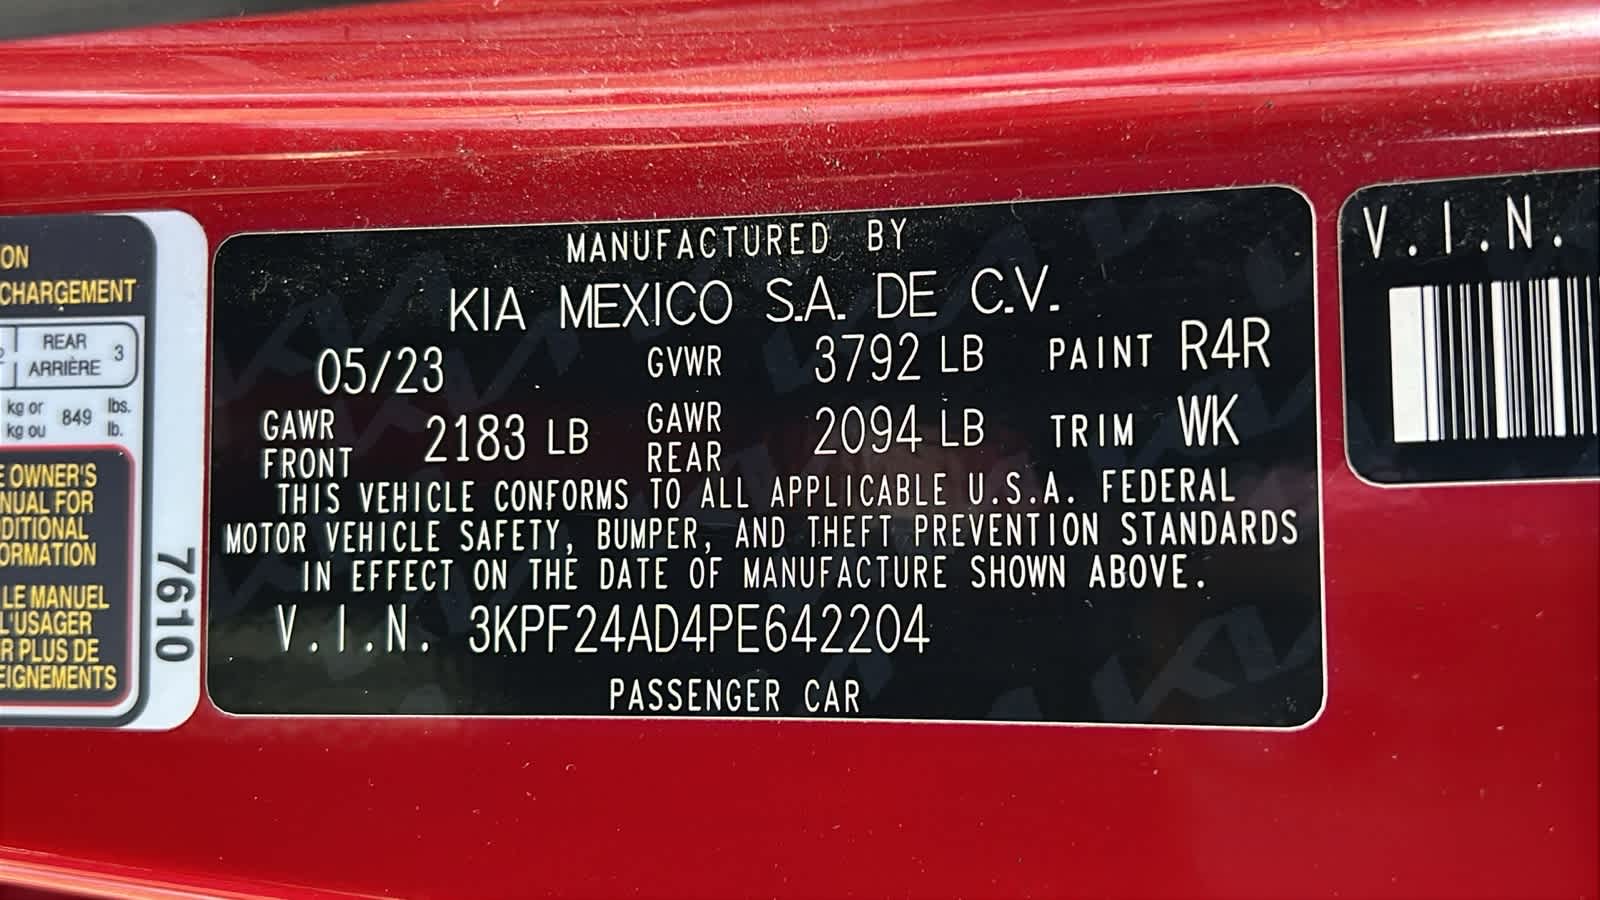 ON
CHARGEMENT
REAR 3
ARRIÈRE
kg or 849 lbs.
kg ou lb.
OWNER'S
NUAL FOR
DITIONAL
ORMATION
LE MANUEL
L'USAGER
R PLUS DE
EIGNEMENTS
7610
MANUFACTURED BY
KIA MEXICO S.A. DE C.V.
05/23 GVWR 3792 LB PAINT R4R
GAWR FRONT 2183 LB GAWR REAR 2094 LB TRIM WK
THIS VEHICLE CONFORMS TO ALL APPLICABLE U.S.A. FEDERAL
MOTOR VEHICLE SAFETY, BUMPER, AND THEFT PREVENTION STANDARDS
IN EFFECT ON THE DATE OF MANUFACTURE SHOWN ABOVE.
V.I.N. 3KPF24AD4PE642204
PASSENGER CAR
V.I.N.